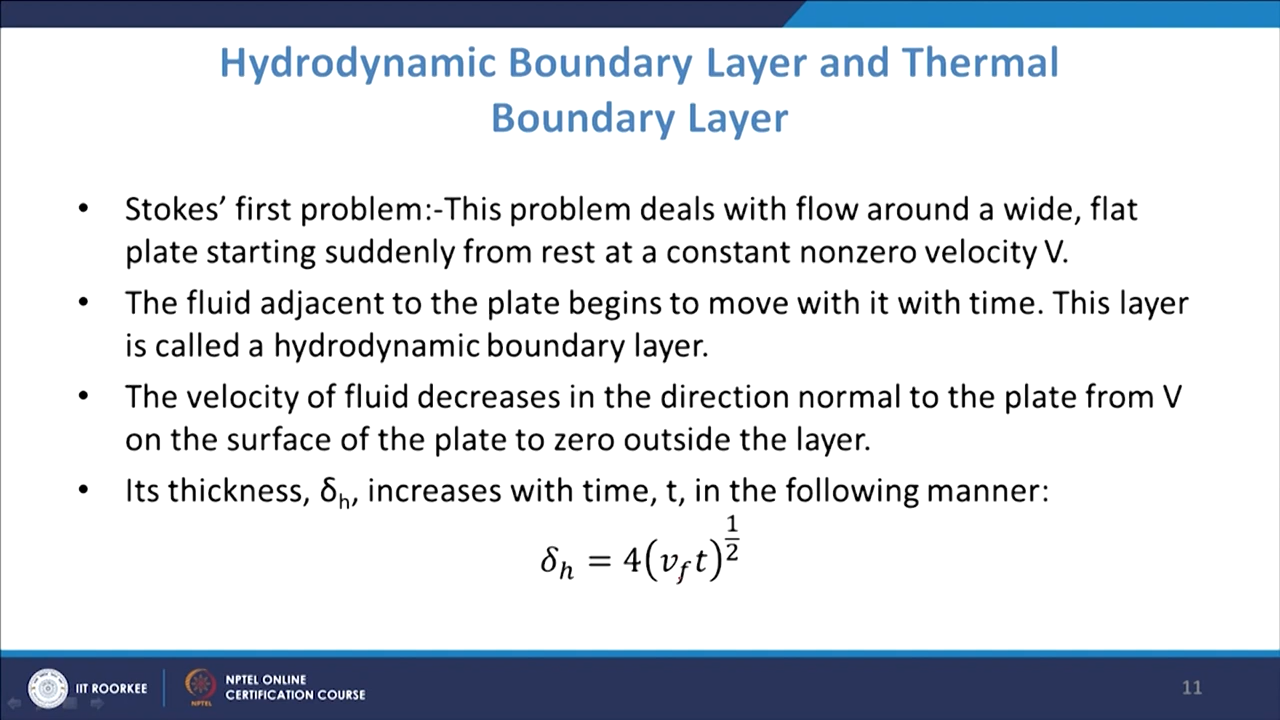 Hydrodynamic Boundary Layer and Thermal
Boundary Layer
• Stokes’ first problem:-This problem deals with flow around a wide, flat
plate starting suddenly from rest at a constant nonzero velocity V.
• The fluid adjacent to the plate begins to move with it with time. This layer
is called a hydrodynamic boundary layer.
• The velocity of fluid decreases in the direction normal to the plate from V
on the surface of the plate to zero outside the layer.
• Its thickness, δₕ, increases with time, t, in the following manner:
δₕ = 4(v_f t)^(1/2)
IIT ROORKEE
NPTEL ONLINE
CERTIFICATION COURSE
NPTEL
11